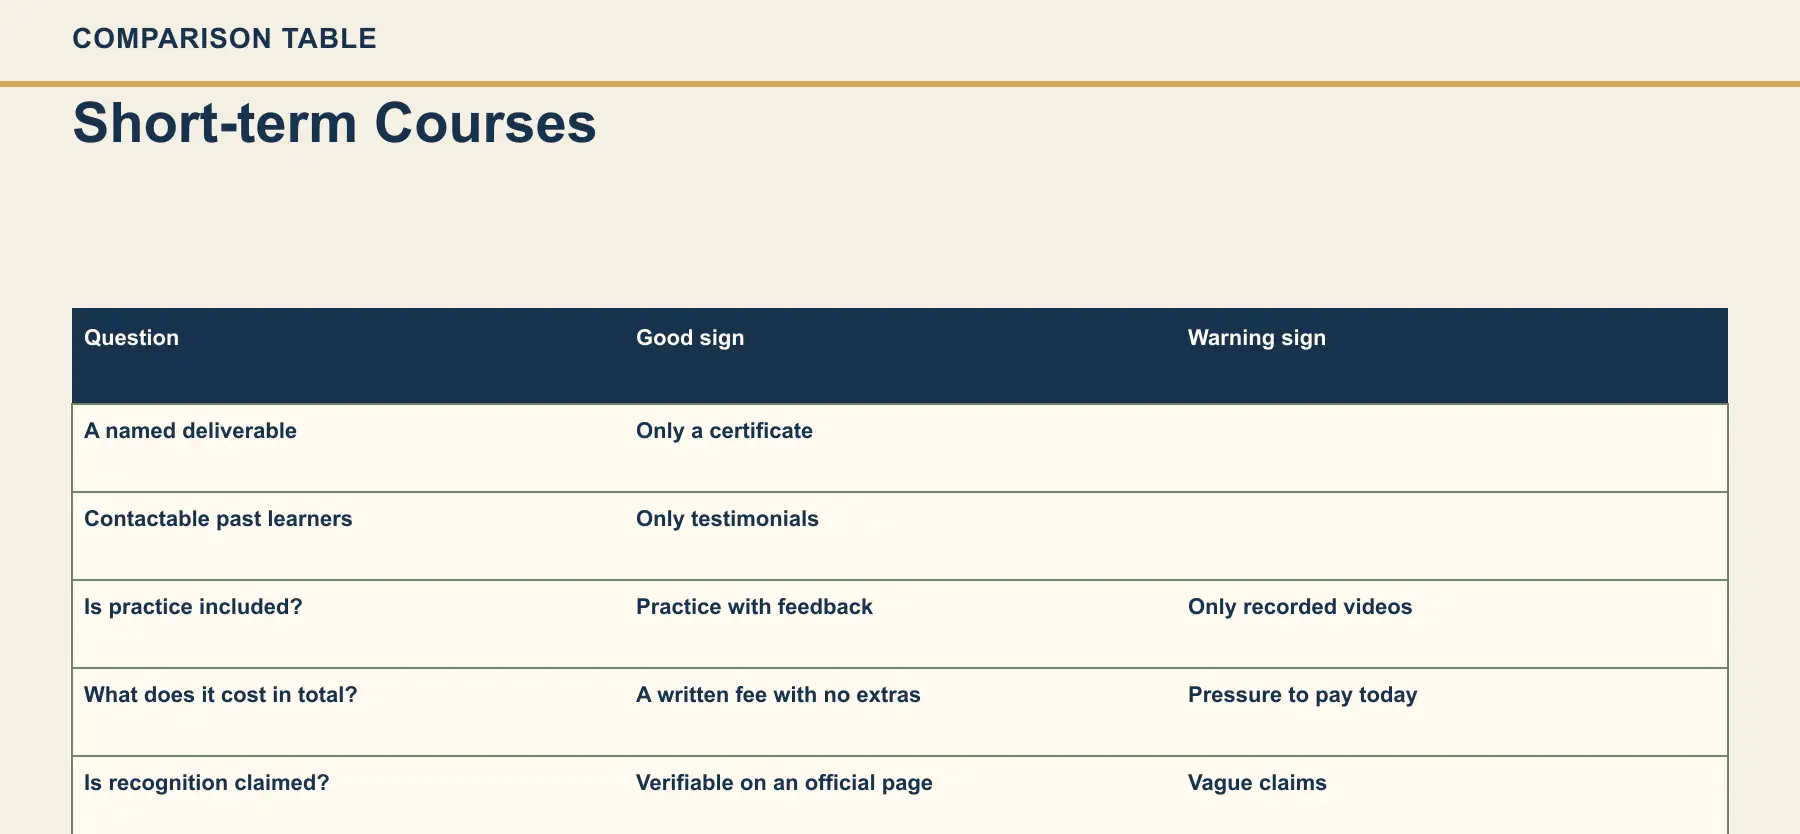 COMPARISON TABLE
Short-term Courses
Question Good sign Warning sign
A named deliverable Only a certificate
Contactable past learners Only testimonials
Is practice included? Practice with feedback Only recorded videos
What does it cost in total? A written fee with no extras Pressure to pay today
Is recognition claimed? Verifiable on an official page Vague claims